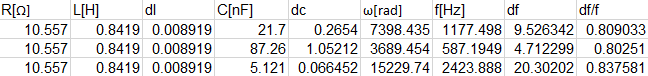 R[Ω] L[H] dl C[nF] dc ω[rad] f[Hz] df df/f
10.557 0.8419 0.008919 21.7 0.2654 7398.435 1177.498 9.526342 0.809033
10.557 0.8419 0.008919 87.26 1.05212 3689.454 587.1949 4.712299 0.80251
10.557 0.8419 0.008919 5.121 0.066452 15229.74 2423.888 20.30202 0.837581